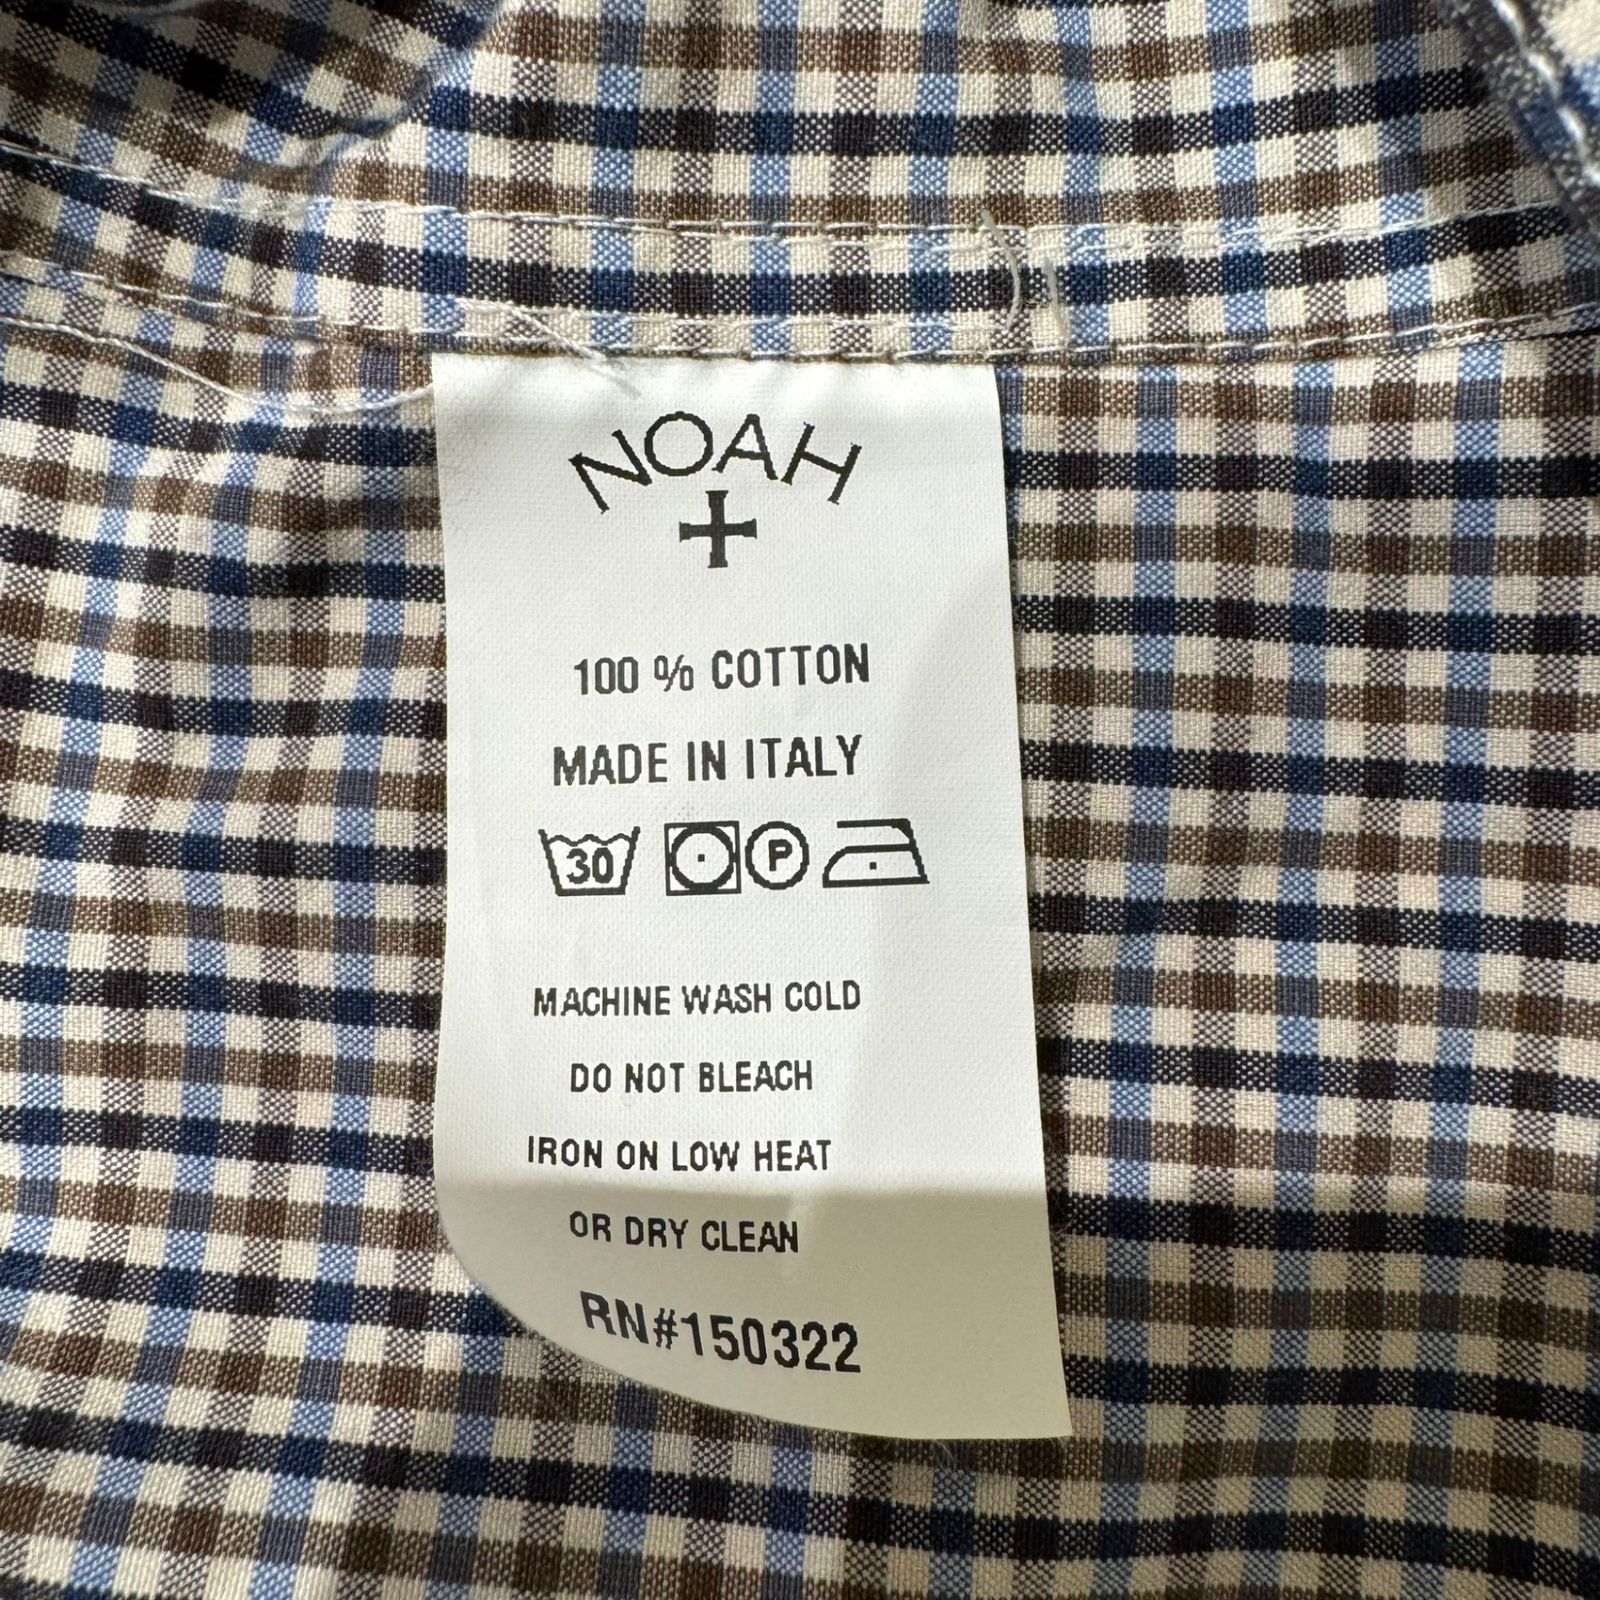 NOAH
100 % COTTON
MADE IN ITALY
30 P
MACHINE WASH COLD
DO NOT BLEACH
IRON ON LOW HEAT
OR DRY CLEAN
RN#150322